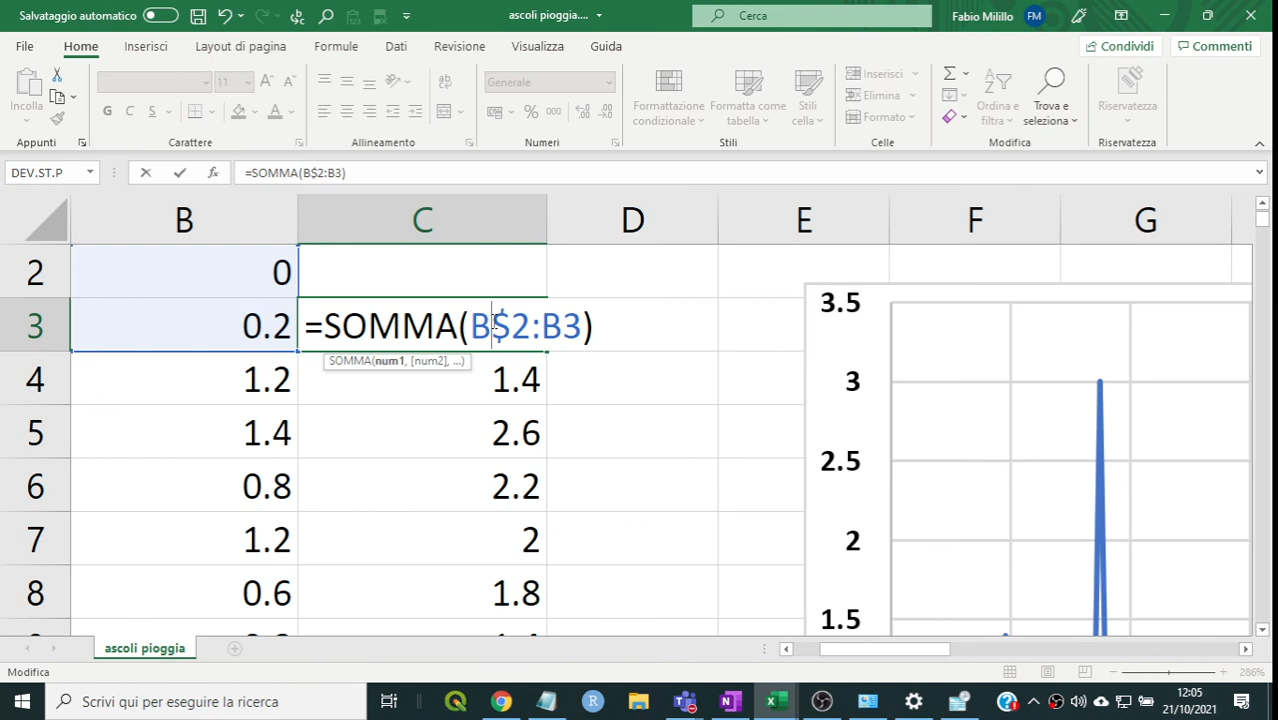 Salvataggio automatico
ascoli pioggia....
Cerca
Fabio Milillo
FM
File
Home
Inserisci
Layout di pagina
Formule
Dati
Revisione
Visualizza
Guida
Condividi
Commenti
Incolla
11
G C S
Generale
% 000
Formattazione condizionale
Formatta come tabella
Stili cella
Inserisci
Elimina
Formato
Ordina e filtra
Trova e seleziona
Riservatezza
Appunti
Carattere
Allineamento
Numeri
Stili
Celle
Modifica
Riservatezza
DEV.ST.P
fx
=SOMMA(B$2:B3)
B C D E F G
2 0
3 0.2 =SOMMA(B$2:B3)
SOMMA(num1, [num2], ...)
4 1.2 1.4
5 1.4 2.6
6 0.8 2.2
7 1.2 2
8 0.6 1.8
3.5
3
2.5
2
1.5
ascoli pioggia
Modifica
286%
Scrivi qui per eseguire la ricerca
12:05
21/10/2021